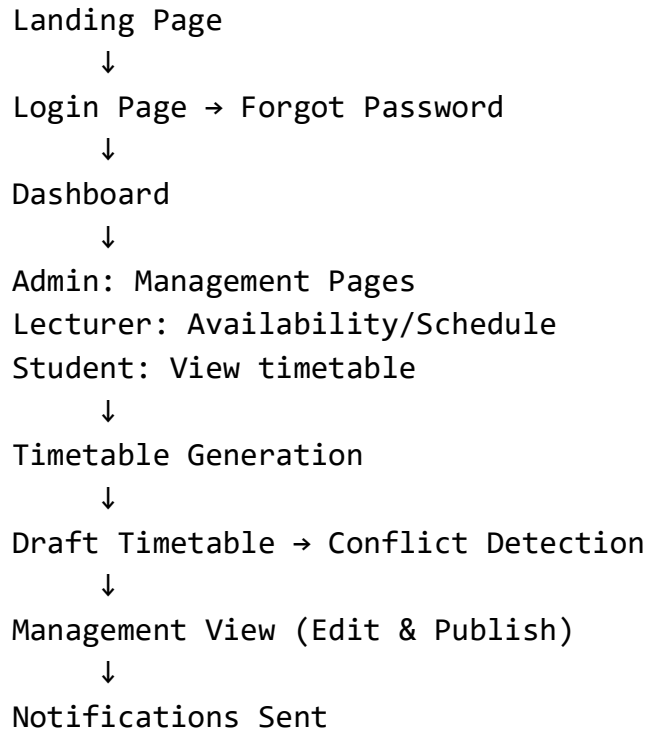 Landing Page
↓
Login Page → Forgot Password
↓
Dashboard
↓
Admin: Management Pages
Lecturer: Availability/Schedule
Student: View timetable
↓
Timetable Generation
↓
Draft Timetable → Conflict Detection
↓
Management View (Edit & Publish)
↓
Notifications Sent